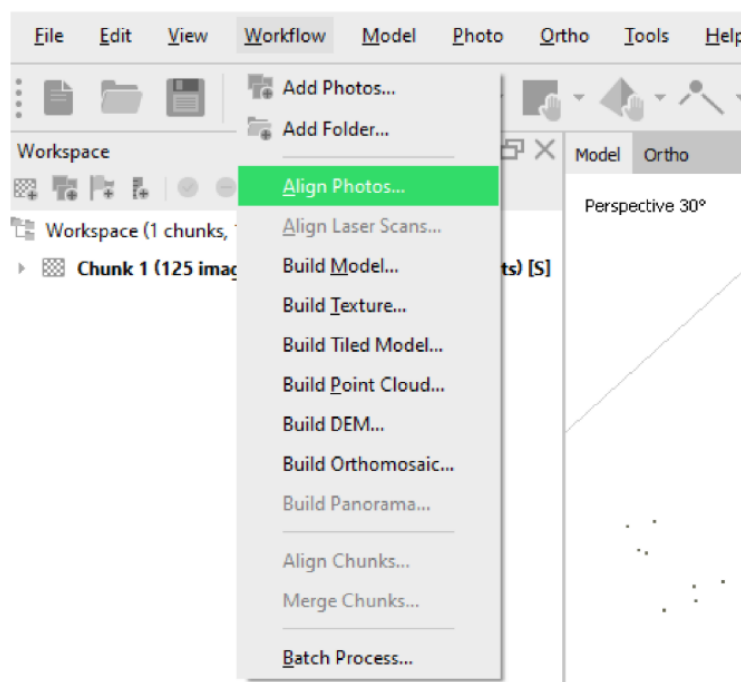 File Edit View Workflow Model Photo Ortho Tools Help
Add Photos...
Add Folder...
Workspace
Model Ortho
Align Photos...
Perspective 30°
Align Laser Scans...
Workspace (1 chunks,
Build Model...
Chunk 1 (125 imag ts) [S]
Build Texture...
Build Tiled Model...
Build Point Cloud...
Build DEM...
Build Orthomosaic...
Build Panorama...
Align Chunks...
Merge Chunks...
Batch Process...